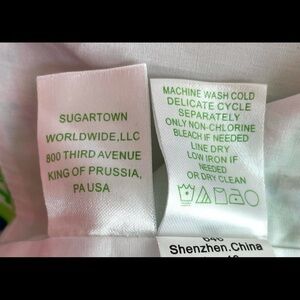 SUGARTOWN
WORLDWIDE,LLC
800 THIRD AVENUE
KING OF PRUSSIA,
PA USA
MACHINE WASH COLD
DELICATE CYCLE
SEPARATELY
ONLY NON-CHLORINE
BLEACH IF NEEDED
LINE DRY
LOW IRON IF
NEEDED
OR DRY CLEAN
Shenzhen.China